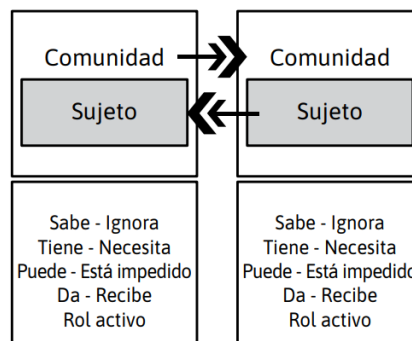 Comunidad
Sujeto
Sabe - Ignora
Tiene - Necesita
Puede - Está impedido
Da - Recibe
Rol activo
Comunidad
Sujeto
Sabe - Ignora
Tiene - Necesita
Puede - Está impedido
Da - Recibe
Rol activo